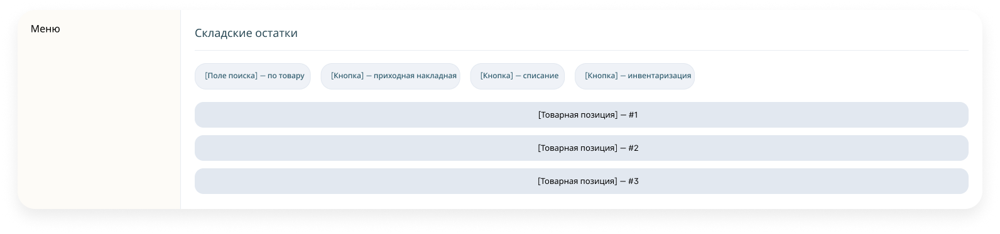 Меню
Складские остатки
[Поле поиска] — по товару
[Кнопка] — приходная накладная
[Кнопка] — списание
[Кнопка] — инвентаризация
[Товарная позиция] — #1
[Товарная позиция] — #2
[Товарная позиция] — #3